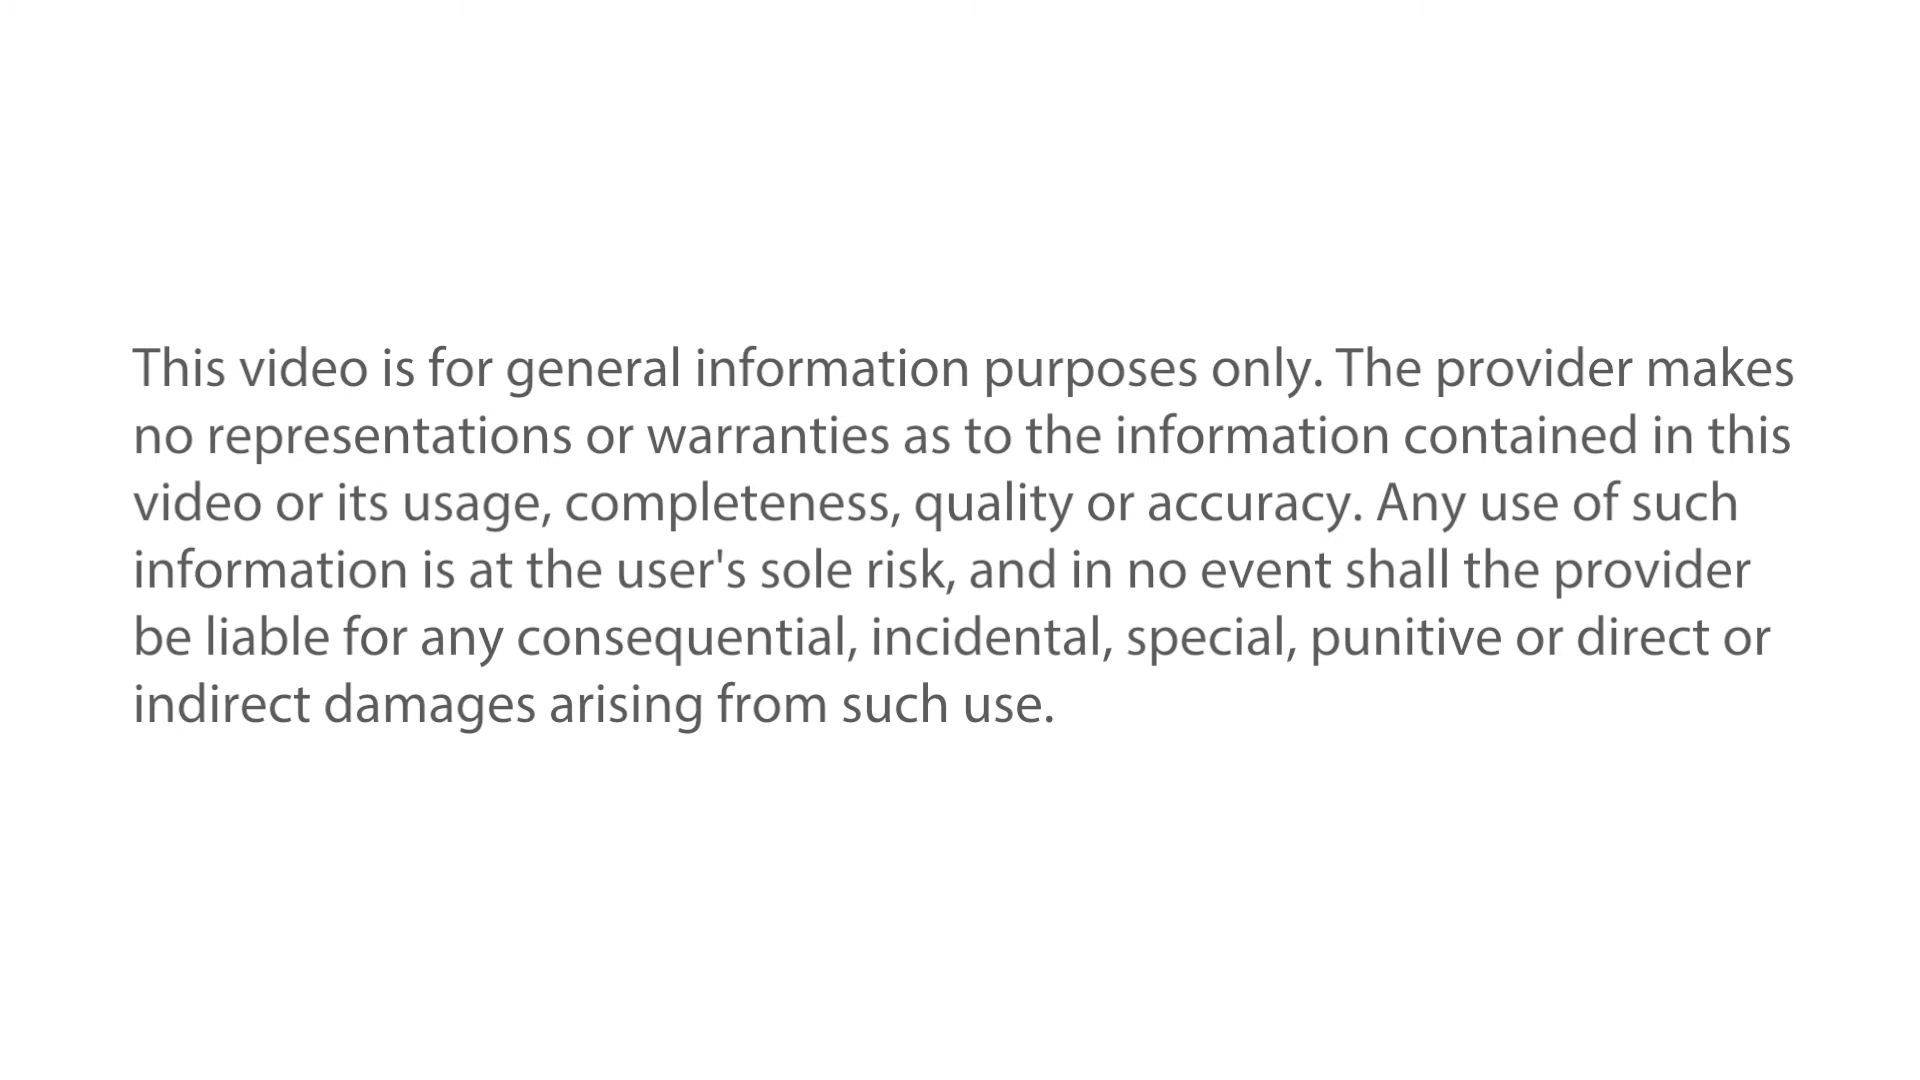 This video is for general information purposes only. The provider makes
no representations or warranties as to the information contained in this
video or its usage, completeness, quality or accuracy. Any use of such
information is at the user's sole risk, and in no event shall the provider
be liable for any consequential, incidental, special, punitive or direct or
indirect damages arising from such use.